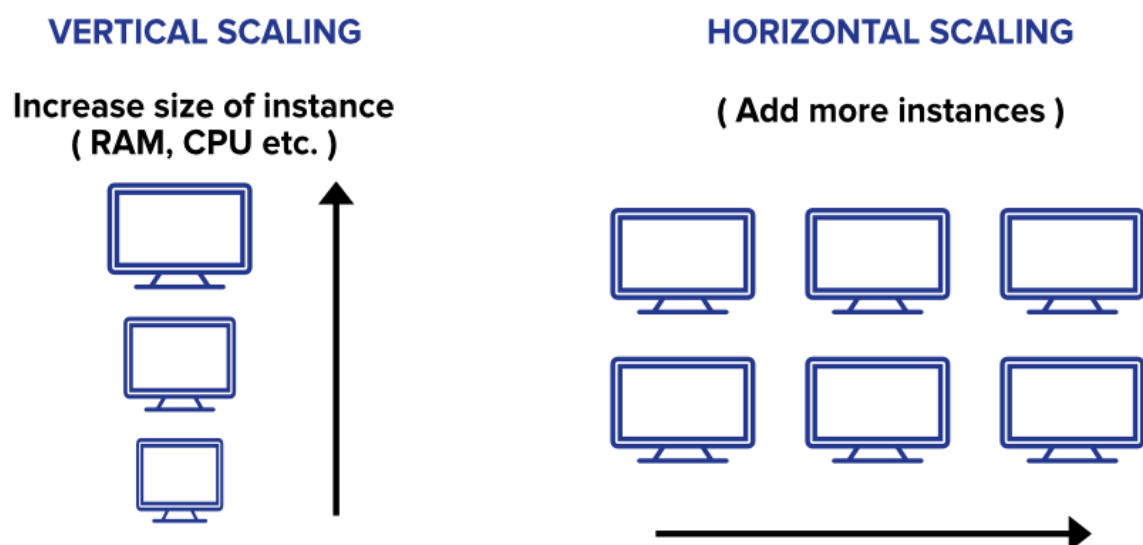 VERTICAL SCALING
Increase size of instance
( RAM, CPU etc. )
HORIZONTAL SCALING
( Add more instances )